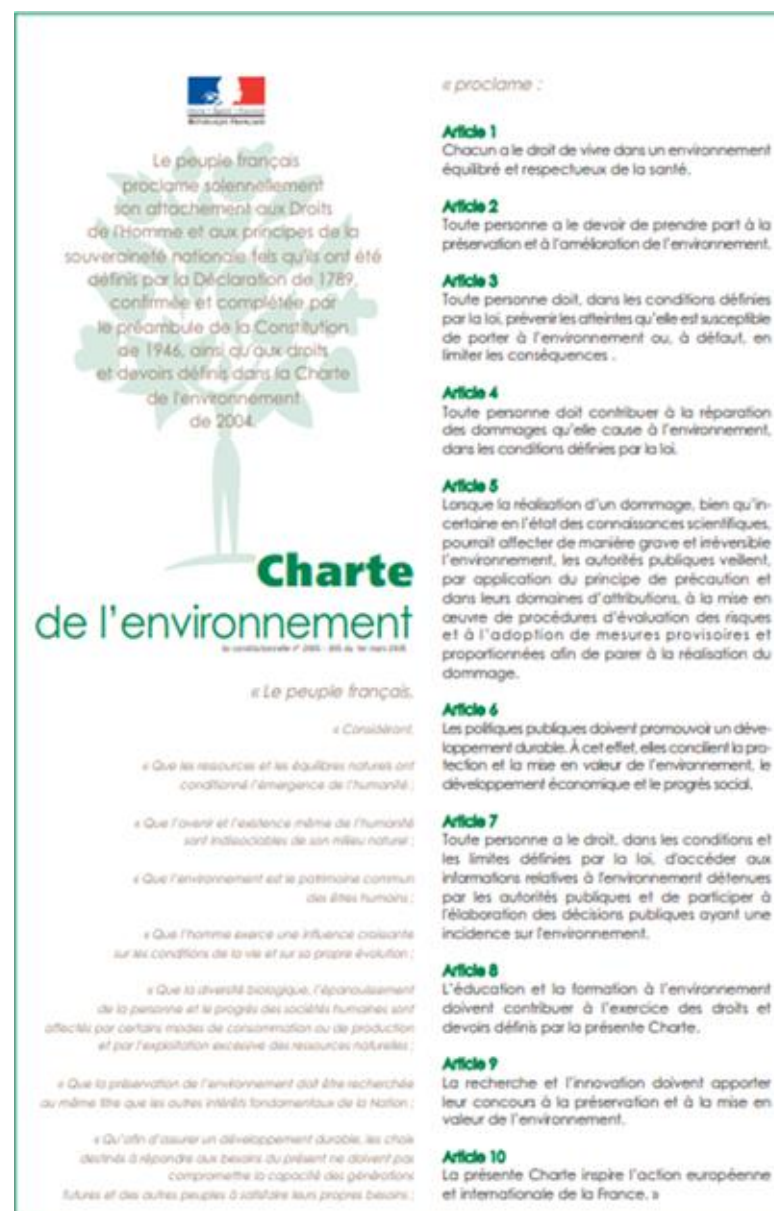 Liberté • Égalité • Fraternité
RÉPUBLIQUE FRANÇAISE
Le peuple français
proclame solennellement
son attachement aux Droits
de l'Homme et aux principes de la
souveraineté nationale tels qu'ils ont été
définis par la Déclaration de 1789,
confirmée et complétée par
le préambule de la Constitution
de 1946, ainsi qu'aux droits
et devoirs définis dans la Charte
de l'environnement
de 2004.
Charte
de l'environnement
loi constitutionnelle n° 2005 - 205 du 1er mars 2005
« Le peuple français,
« Considérant,
« Que les ressources et les équilibres naturels ont
conditionné l'émergence de l'humanité ;
« Que l'avenir et l'existence même de l'humanité
sont indissociables de son milieu naturel ;
« Que l'environnement est le patrimoine commun
des êtres humains ;
« Que l'homme exerce une influence croissante
sur les conditions de la vie et sur sa propre évolution ;
« Que la diversité biologique, l'épanouissement
de la personne et le progrès des sociétés humaines sont
affectés par certains modes de consommation ou de production
et par l'exploitation excessive des ressources naturelles ;
« Que la préservation de l'environnement doit être recherchée
au même titre que les autres intérêts fondamentaux de la Nation ;
« Qu'afin d'assurer un développement durable, les choix
destinés à répondre aux besoins du présent ne doivent pas
compromettre la capacité des générations
futures et des autres peuples à satisfaire leurs propres besoins ;
« proclame :
Article 1
Chacun a le droit de vivre dans un environnement
équilibré et respectueux de la santé.
Article 2
Toute personne a le devoir de prendre part à la
préservation et à l'amélioration de l'environnement.
Article 3
Toute personne doit, dans les conditions définies
par la loi, prévenir les atteintes qu'elle est susceptible
de porter à l'environnement ou, à défaut, en
limiter les conséquences .
Article 4
Toute personne doit contribuer à la réparation
des dommages qu'elle cause à l'environnement,
dans les conditions définies par la loi.
Article 5
Lorsque la réalisation d'un dommage, bien qu'in-
certaine en l'état des connaissances scientifiques,
pourrait affecter de manière grave et irréversible
l'environnement, les autorités publiques veillent,
par application du principe de précaution et
dans leurs domaines d'attributions, à la mise en
œuvre de procédures d'évaluation des risques
et à l'adoption de mesures provisoires et
proportionnées afin de parer à la réalisation du
dommage.
Article 6
Les politiques publiques doivent promouvoir un déve-
loppement durable. À cet effet, elles concilient la pro-
tection et la mise en valeur de l'environnement, le
développement économique et le progrès social.
Article 7
Toute personne a le droit, dans les conditions et
les limites définies par la loi, d'accéder aux
informations relatives à l'environnement détenues
par les autorités publiques et de participer à
l'élaboration des décisions publiques ayant une
incidence sur l'environnement.
Article 8
L'éducation et la formation à l'environnement
doivent contribuer à l'exercice des droits et
devoirs définis par la présente Charte.
Article 9
La recherche et l'innovation doivent apporter
leur concours à la préservation et à la mise en
valeur de l'environnement.
Article 10
La présente Charte inspire l'action européenne
et internationale de la France. »